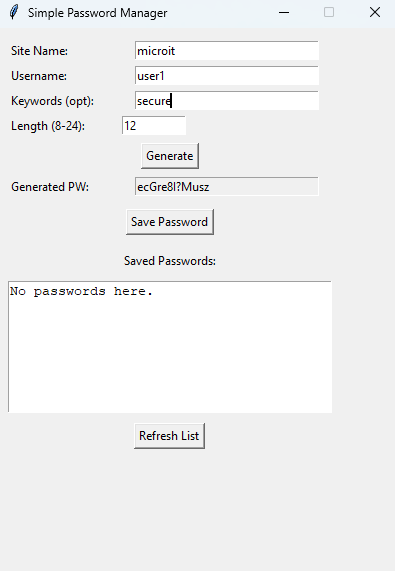 Simple Password Manager
Site Name: microit
Username: user1
Keywords (opt): secure
Length (8-24): 12
Generate
Generated PW: ecGre8l?Musz
Save Password
Saved Passwords:
No passwords here.
Refresh List